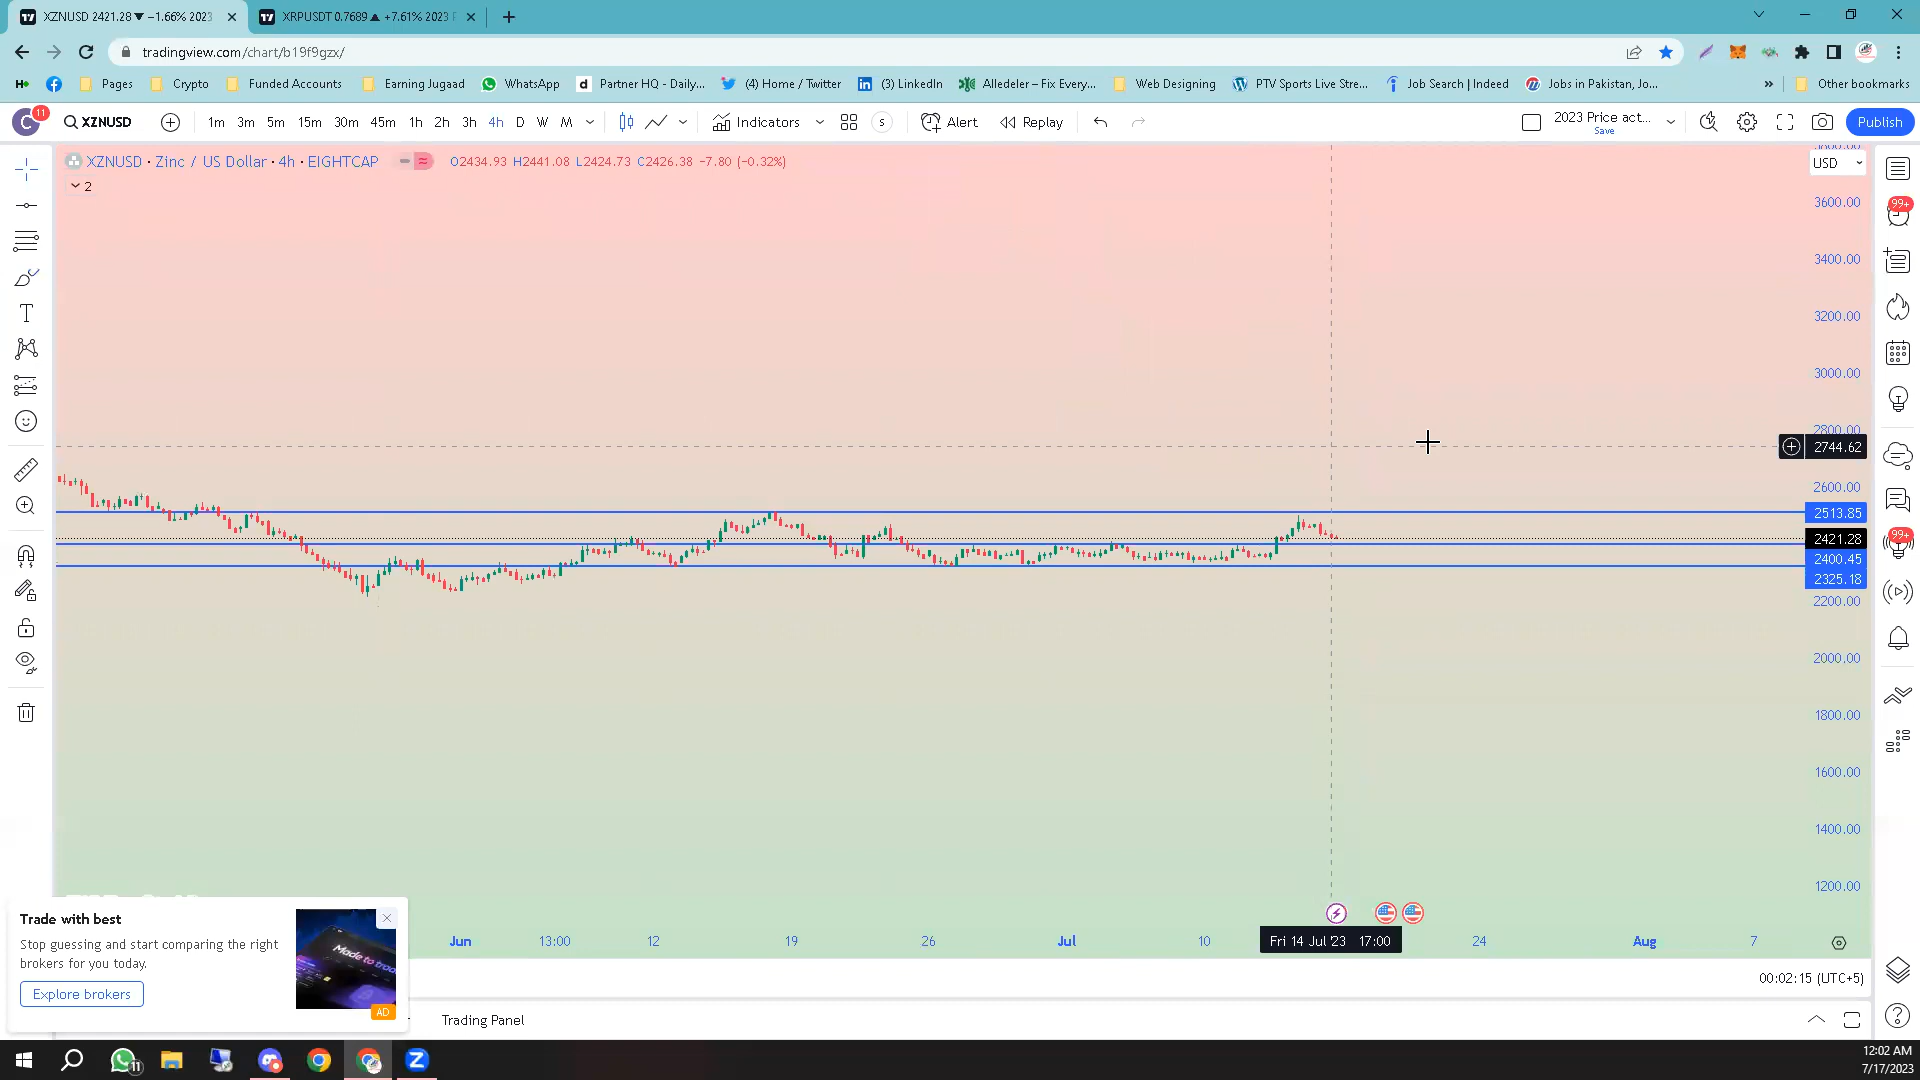 XZNUSD 2421.28 ▼ −1.66% 2023
XRPUSDT 0.7689 ▲ +7.61% 2023 P
tradingview.com/chart/b19f9gzx/
Pages
Crypto
Funded Accounts
Earning Jugaad
WhatsApp
Partner HQ - Daily...
(4) Home / Twitter
(3) LinkedIn
Alledeler – Fix Every...
Web Designing
PTV Sports Live Stre...
Job Search | Indeed
Jobs in Pakistan, Jo...
»
Other bookmarks
C 11
XZNUSD
1m 3m 5m 15m 30m 45m 1h 2h 3h 4h D W M
Indicators
S
Alert
Replay
2023 Price act...
Save
Publish
XZNUSD · Zinc / US Dollar · 4h · EIGHTCAP
O2434.93 H2441.08 L2424.73 C2426.38 −7.80 (−0.32%)
2
USD
3600.00
3400.00
3200.00
3000.00
2800.00
2744.62
2600.00
2513.85
2421.28
2400.45
2325.18
2200.00
2000.00
1800.00
1600.00
1400.00
1200.00
99+
99+
Jun 13:00 12 19 26 Jul 10 Fri 14 Jul '23 17:00 24 Aug 7
Trade with best
Stop guessing and start comparing the right
brokers for you today.
Explore brokers
Made to trad
AD
00:02:15 (UTC+5)
Trading Panel
11
12:02 AM
7/17/2023